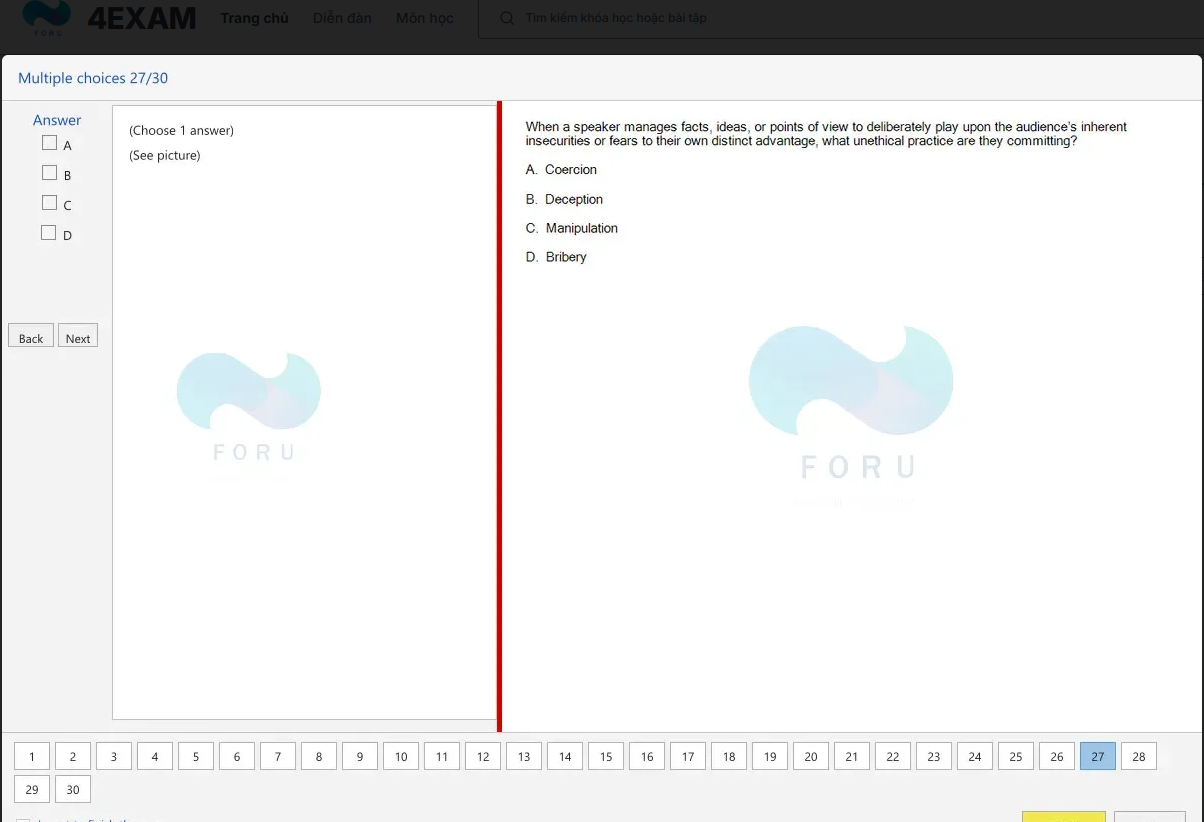 FORU
4EXAM
Trang chủ
Diễn đàn
Môn học
Tìm kiếm khóa học hoặc bài tập
Multiple choices 27/30
Answer
A
B
C
D
Back
Next
(Choose 1 answer)
(See picture)
When a speaker manages facts, ideas, or points of view to deliberately play upon the audience's inherent
insecurities or fears to their own distinct advantage, what unethical practice are they committing?
A. Coercion
B. Deception
C. Manipulation
D. Bribery
FORU
FORU
1 2 3 4 5 6 7 8 9 10 11 12 13 14 15 16 17 18 19 20 21 22 23 24 25 26 27 28
29 30